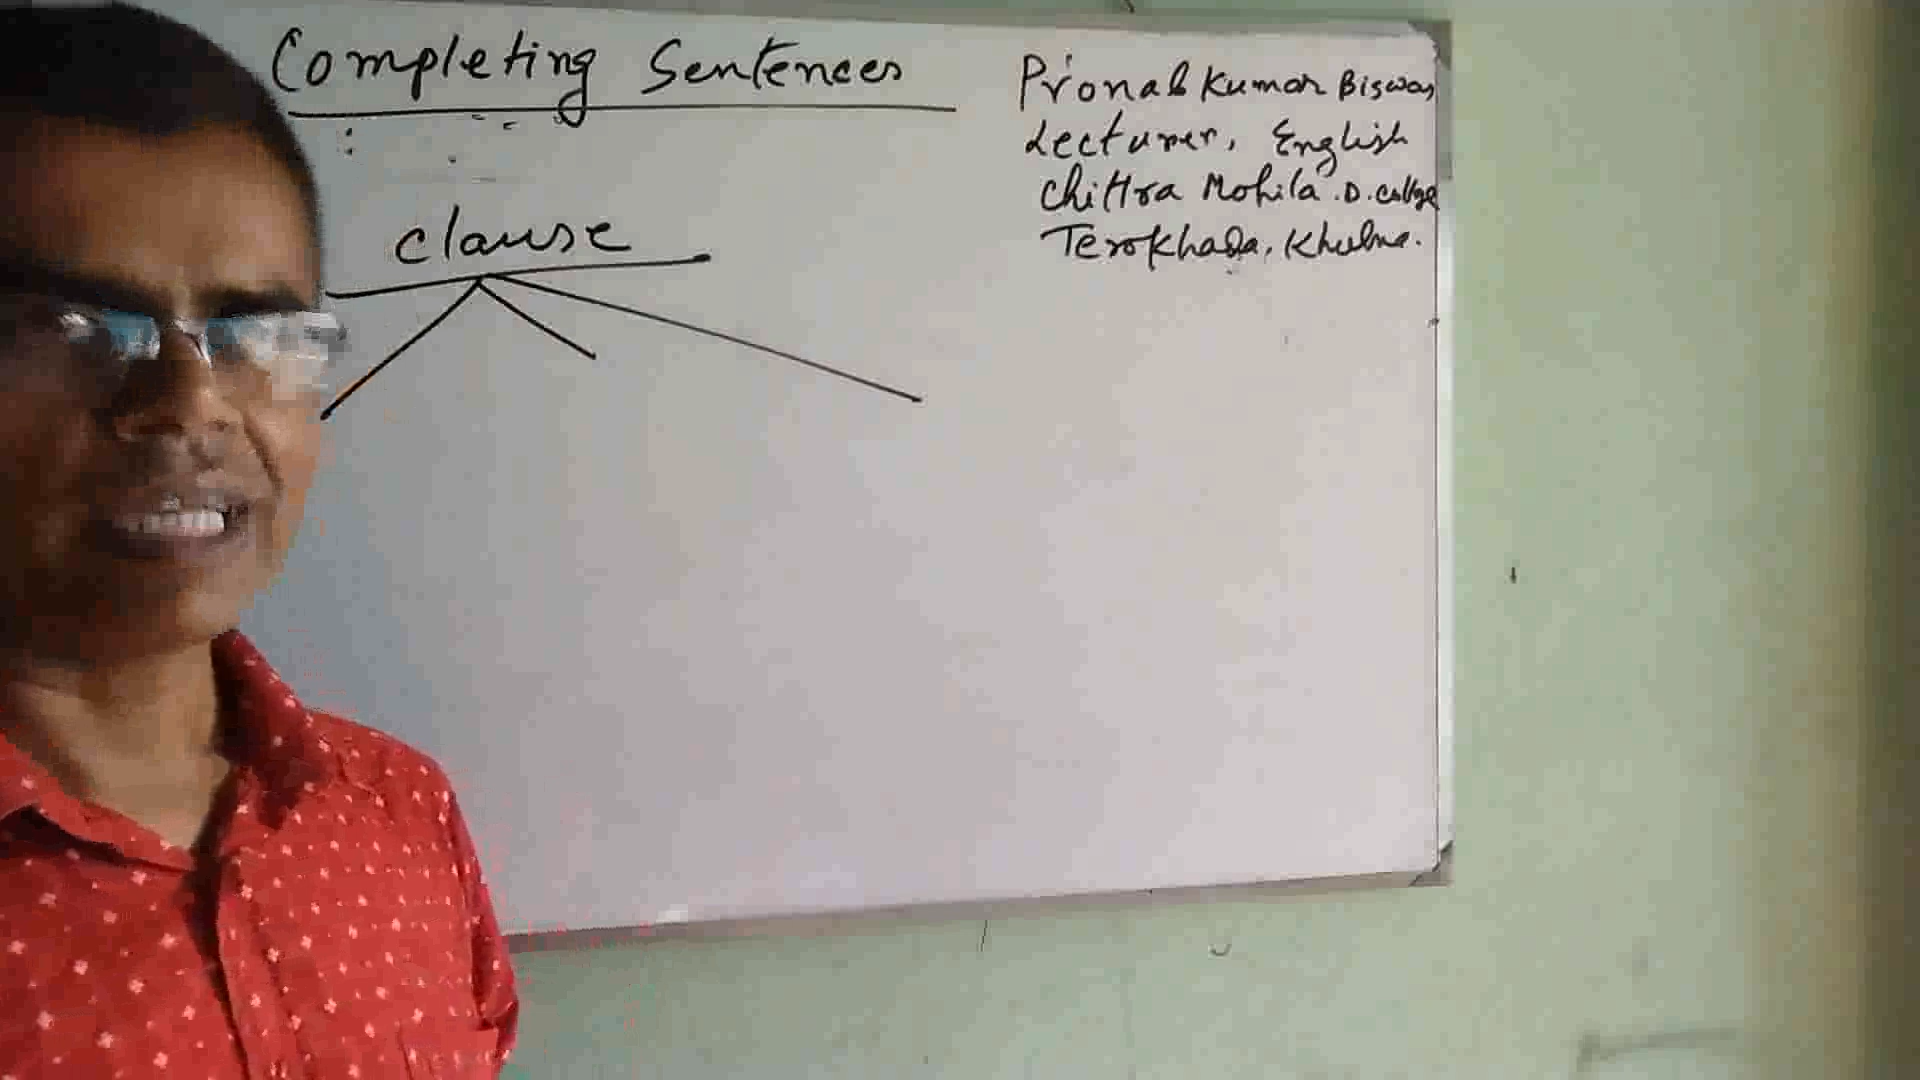 Completing Sentences
Pronab Kumar Biswas
Lecturer, English
Chittra Mohila .D. College
Terokhada, Khulna.
clause